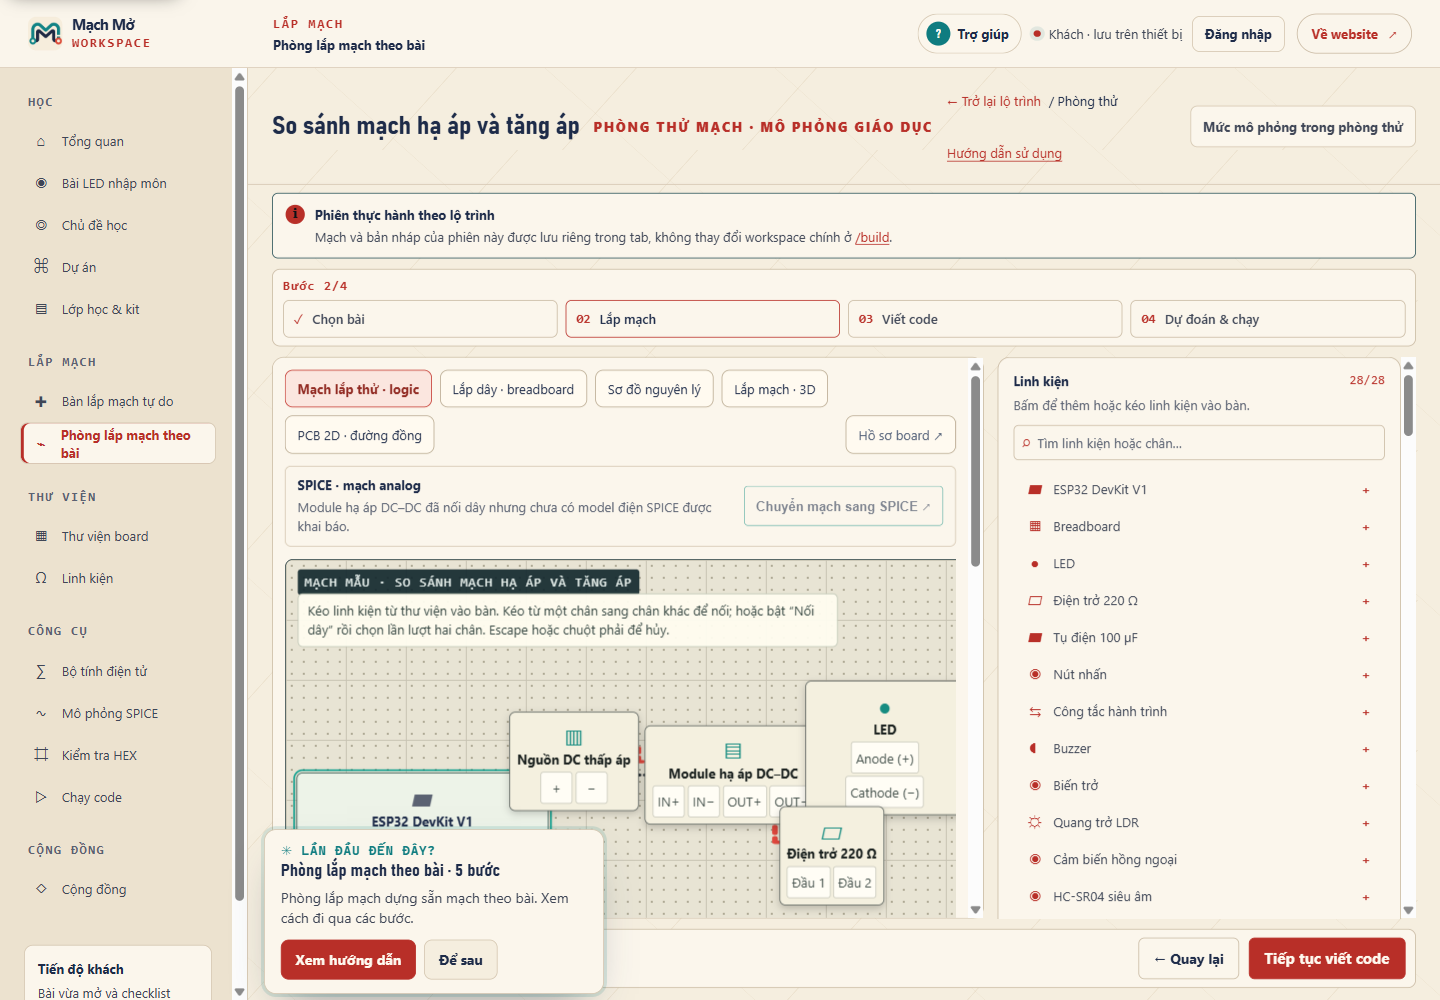 Mạch Mở
WORKSPACE
LẮP MẠCH
Phòng lắp mạch theo bài
? Trợ giúp
Khách · lưu trên thiết bị
Đăng nhập
Về website ↗
HỌC
Tổng quan
Bài LED nhập môn
Chủ đề học
Dự án
Lớp học & kit
LẮP MẠCH
Bàn lắp mạch tự do
Phòng lắp mạch theo
bài
THƯ VIỆN
Thư viện board
Linh kiện
CÔNG CỤ
Bộ tính điện tử
Mô phỏng SPICE
Kiểm tra HEX
Chạy code
CỘNG ĐỒNG
Cộng đồng
Tiến độ khách
Bài vừa mở và checklist
So sánh mạch hạ áp và tăng áp
PHÒNG THỬ MẠCH · MÔ PHỎNG GIÁO DỤC
← Trở lại lộ trình / Phòng thử
Hướng dẫn sử dụng
Mức mô phỏng trong phòng thử
Phiên thực hành theo lộ trình
Mạch và bản nháp của phiên này được lưu riêng trong tab, không thay đổi workspace chính ở /build.
Bước 2/4
✓ Chọn bài
02 Lắp mạch
03 Viết code
04 Dự đoán & chạy
Mạch lắp thử · logic
Lắp dây · breadboard
Sơ đồ nguyên lý
Lắp mạch · 3D
PCB 2D · đường đồng
Hồ sơ board ↗
SPICE · mạch analog
Module hạ áp DC–DC đã nối dây nhưng chưa có model điện SPICE được
khai báo.
Chuyển mạch sang SPICE ↗
MẠCH MẪU · SO SÁNH MẠCH HẠ ÁP VÀ TĂNG ÁP
Kéo linh kiện từ thư viện vào bàn. Kéo từ một chân sang chân khác để nối; hoặc bật “Nối
dây” rồi chọn lần lượt hai chân. Escape hoặc chuột phải để hủy.
ESP32 DevKit V1
Nguồn DC thấp áp
+ −
Module hạ áp DC–DC
IN+ IN− OUT+ OUT−
LED
Anode (+)
Cathode (−)
Điện trở 220 Ω
Đầu 1 Đầu 2
Linh kiện
28/28
Bấm để thêm hoặc kéo linh kiện vào bàn.
Tìm linh kiện hoặc chân...
ESP32 DevKit V1 +
Breadboard +
LED +
Điện trở 220 Ω +
Tụ điện 100 µF +
Nút nhấn +
Công tắc hành trình +
Buzzer +
Biến trở +
Quang trở LDR +
Cảm biến hồng ngoại +
HC-SR04 siêu âm +
LẦN ĐẦU ĐẾN ĐÂY?
Phòng lắp mạch theo bài · 5 bước
Phòng lắp mạch dựng sẵn mạch theo bài. Xem
cách đi qua các bước.
Xem hướng dẫn
Để sau
← Quay lại
Tiếp tục viết code